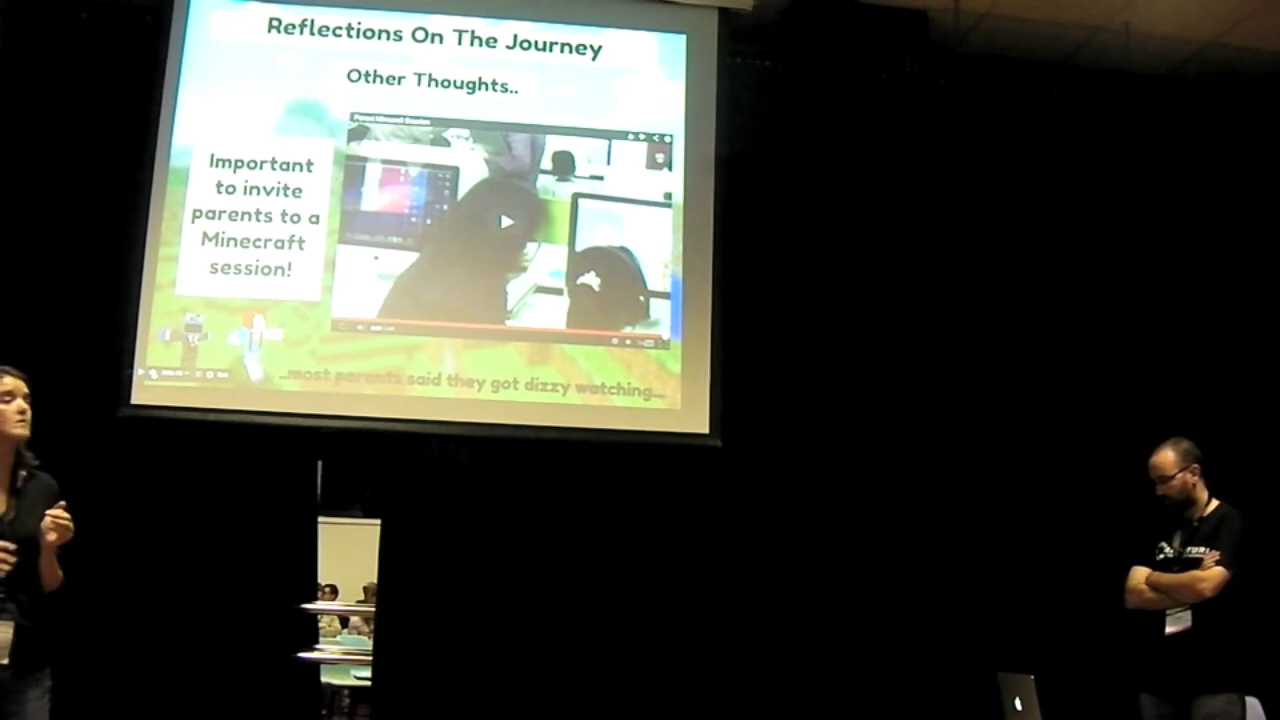 Reflections On The Journey
Other Thoughts..
Important
to invite
parents to a
Minecraft
session!
..most parents said they got dizzy watching...